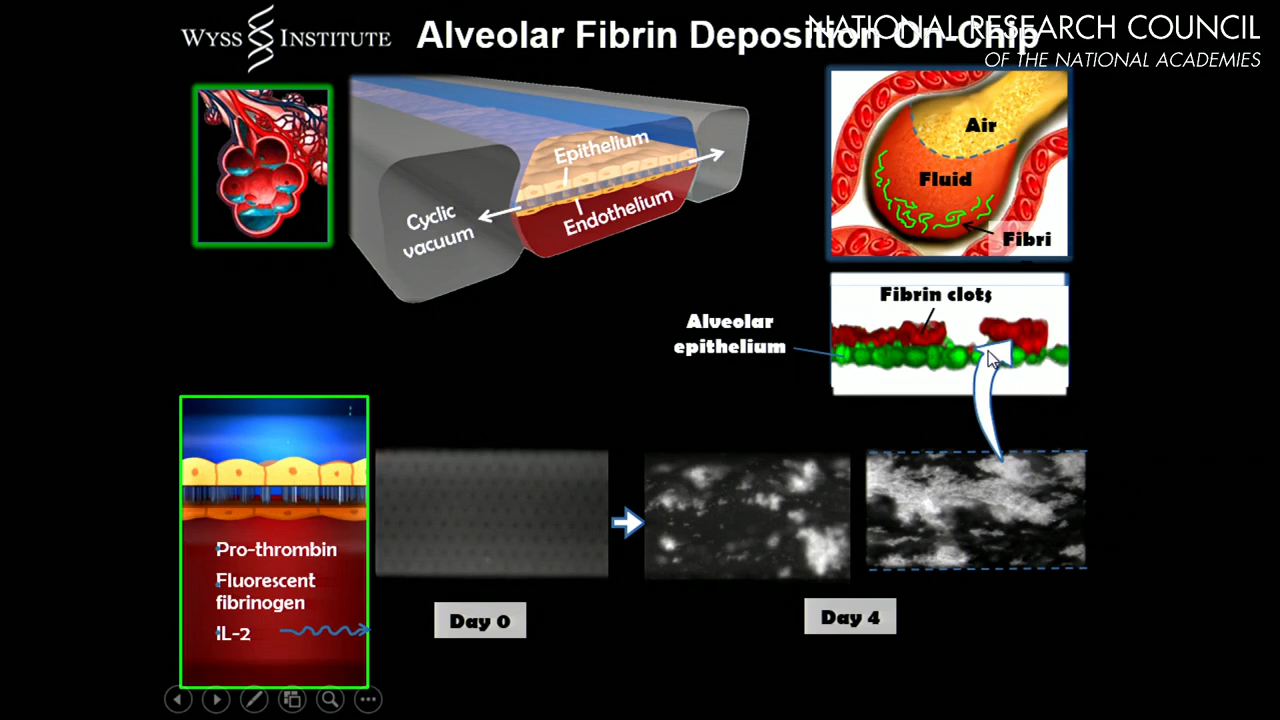 WYSS INSTITUTE
Alveolar Fibrin Deposition On-Chip
NATIONAL RESEARCH COUNCIL
OF THE NATIONAL ACADEMIES
Epithelium
Endothelium
Cyclic
vacuum
Air
Fluid
Fibri
Fibrin clots
Alveolar
epithelium
Pro-thrombin
Fluorescent
fibrinogen
IL-2
Day 0
Day 4